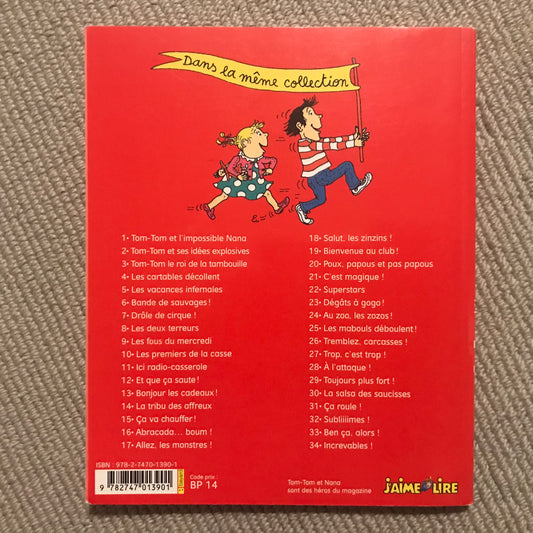 Dans la même collection
1• Tom-Tom et l'impossible Nana
2• Tom-Tom et ses idées explosives
3• Tom-Tom le roi de la tambouille
4• Les cartables décollent
5• Les vacances infernales
6• Bande de sauvages !
7• Drôle de cirque !
8• Les deux terreurs
9• Les fous du mercredi
10• Les premiers de la casse
11• Ici radio-casserole
12• Et que ça saute !
13• Bonjour les cadeaux !
14• La tribu des affreux
15• Ça va chauffer !
16• Abracada... boum !
17• Allez, les monstres !
18• Salut, les zinzins !
19• Bienvenue au club !
20• Poux, papous et pas papous
21• C'est magique !
22• Superstars
23• Dégâts à gogo !
24• Au zoo, les zozos !
25• Les mabouls déboulent !
26• Tremblez, carcasses !
27• Trop, c'est trop !
28• À l'attaque !
29• Toujours plus fort !
30• La salsa des saucisses
31• Ça roule !
32• Subliiiimes !
33• Ben ça, alors !
34• Increvables !
ISBN : 978-2-7470-1390-1
9 782747 013901
Code prix :
BP 14
Tom-Tom et Nana
sont des héros du magazine
J'AIME LIRE